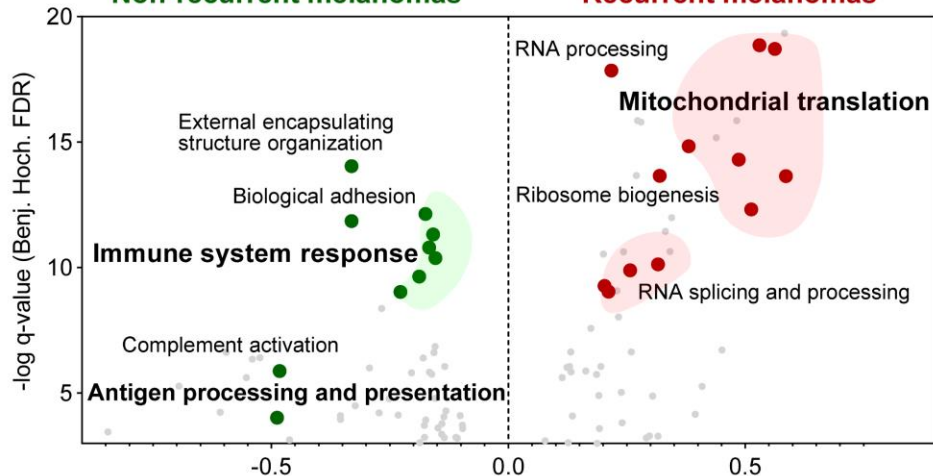 Non-recurrent melanomas
Recurrent melanomas
20
15
10
5
-log q-value (Benj. Hoch. FDR)
RNA processing
Mitochondrial translation
External encapsulating
structure organization
Biological adhesion
Ribosome biogenesis
Immune system response
RNA splicing and processing
Complement activation
Antigen processing and presentation
-0.5
0.0
0.5